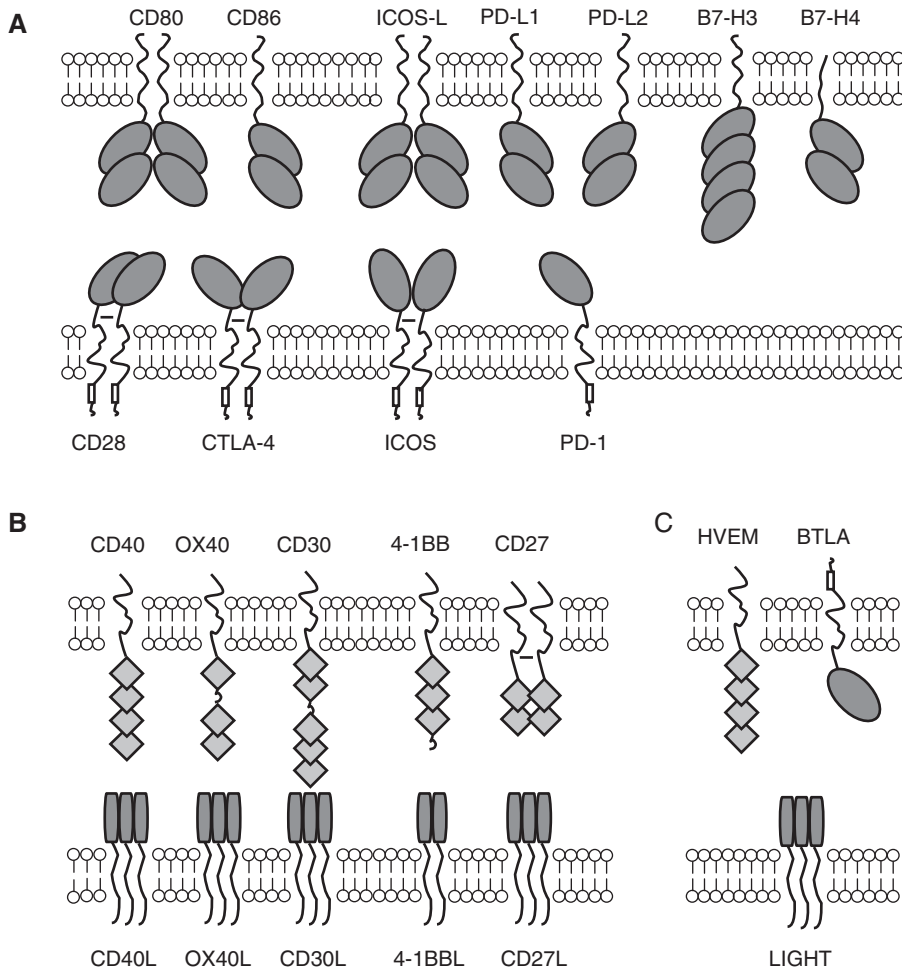 A
CD80 CD86 ICOS-L PD-L1 PD-L2 B7-H3 B7-H4
CD28 CTLA-4 ICOS PD-1
B
CD40 OX40 CD30 4-1BB CD27
CD40L OX40L CD30L 4-1BBL CD27L
C
HVEM BTLA
LIGHT